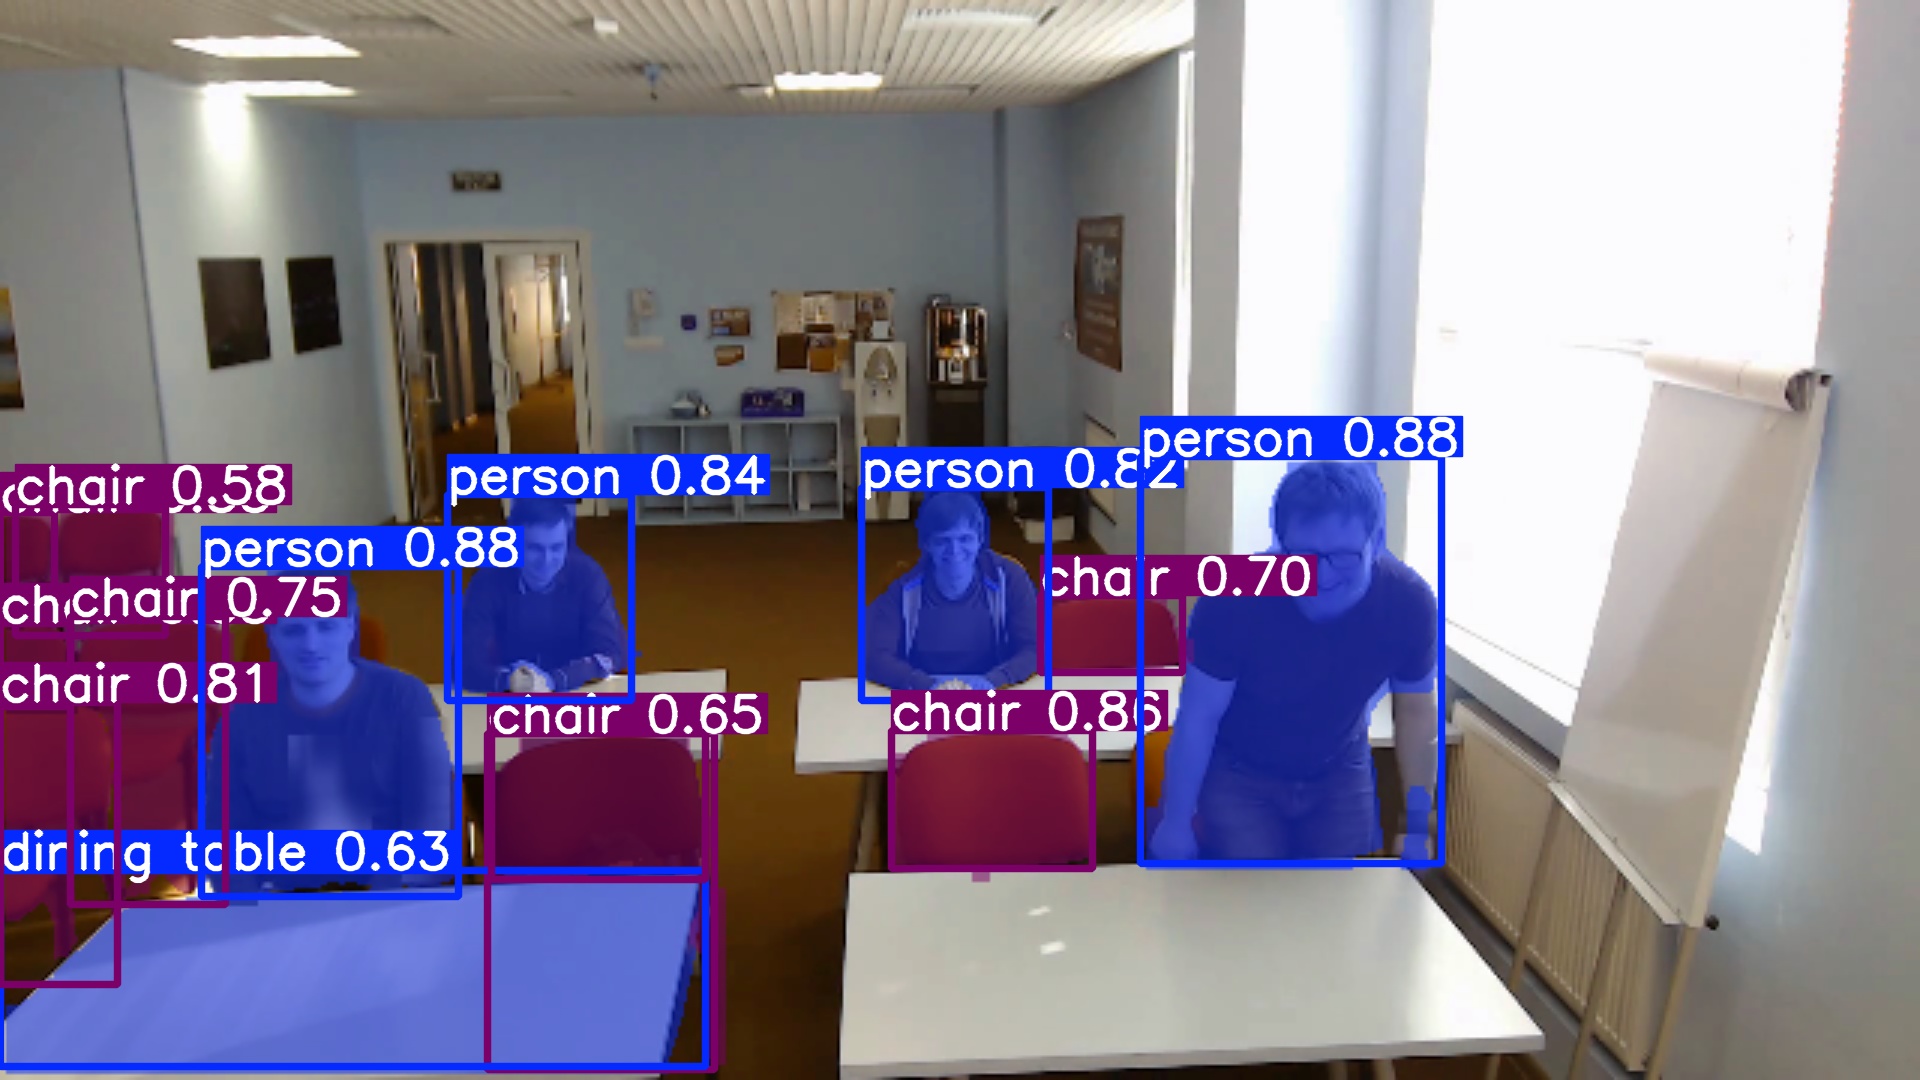 person 0.88
person 0.84
person 0.82
chair 0.58
person 0.88
chair 0.70
chair 0.75
chair 0.81
chair 0.65
chair 0.86
dining table 0.63